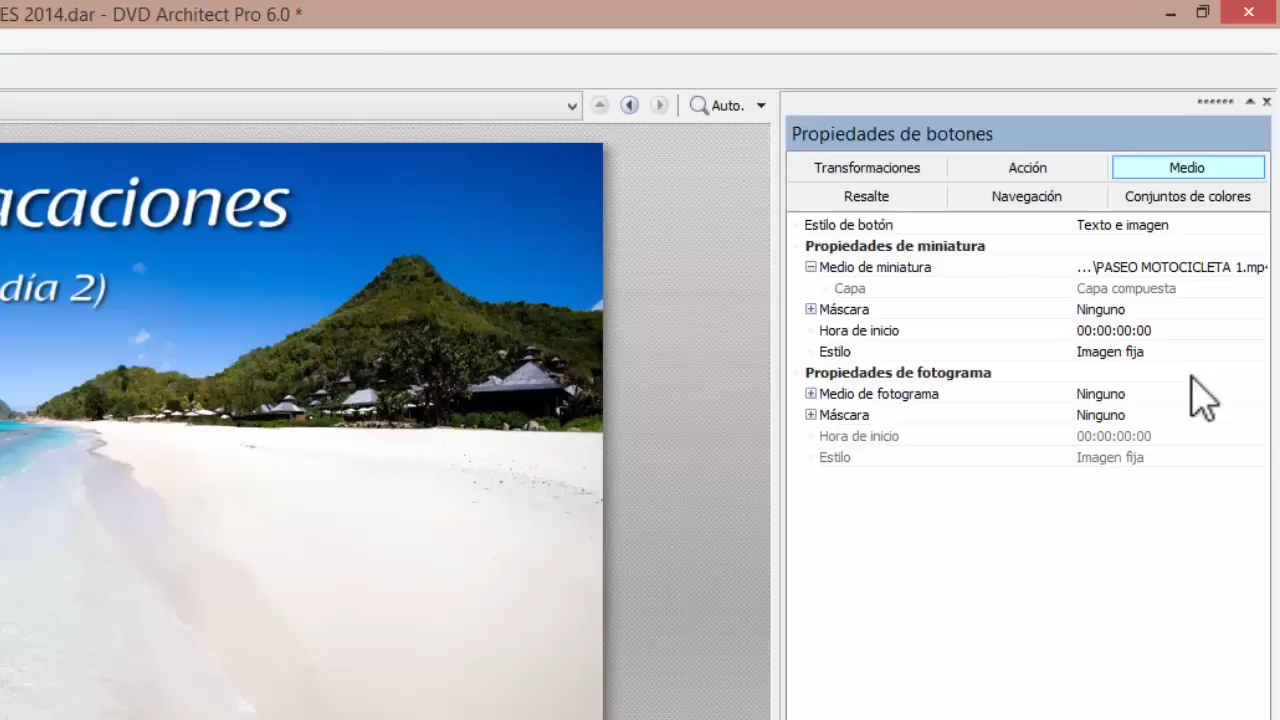 ES 2014.dar - DVD Architect Pro 6.0 *
Auto.
acaciones
día 2)
Propiedades de botones
Transformaciones Acción Medio
Resalte Navegación Conjuntos de colores
Estilo de botón Texto e imagen
Propiedades de miniatura
Medio de miniatura ...\PASEO MOTOCICLETA 1.mp4
Capa Capa compuesta
Máscara Ninguno
Hora de inicio 00:00:00:00
Estilo Imagen fija
Propiedades de fotograma
Medio de fotograma Ninguno
Máscara Ninguno
Hora de inicio 00:00:00:00
Estilo Imagen fija